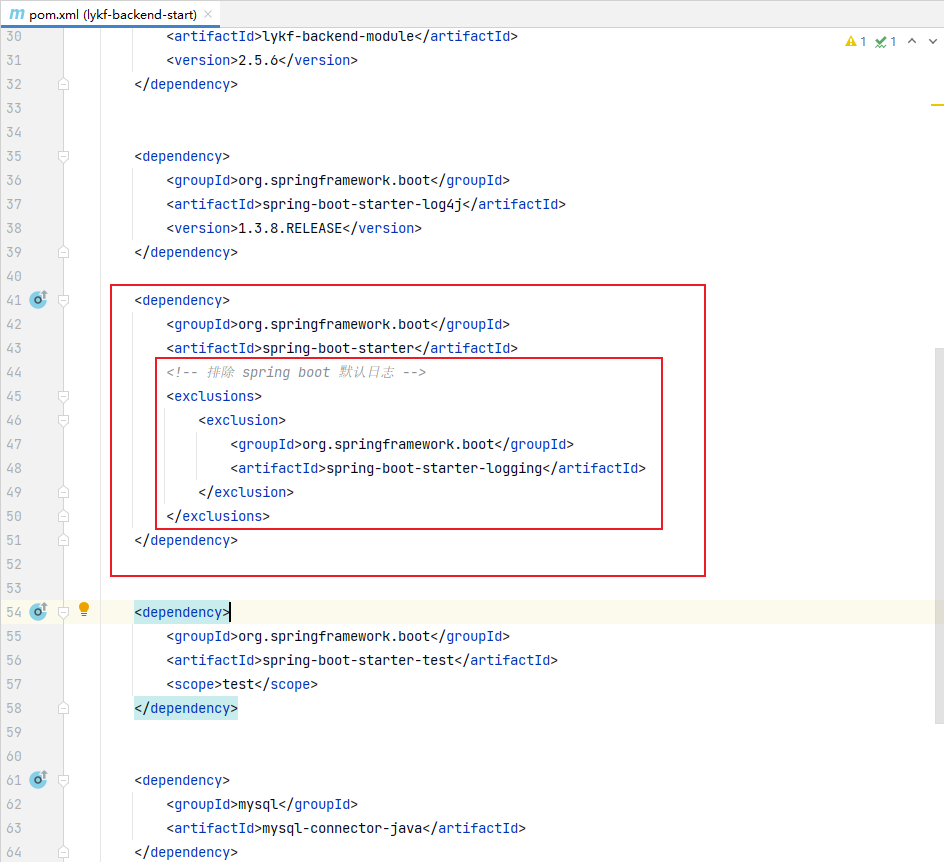 pom.xml (lykf-backend-start)
1 1
30 <artifactId>lykf-backend-module</artifactId>
31 <version>2.5.6</version>
32 </dependency>
33
34
35 <dependency>
36 <groupId>org.springframework.boot</groupId>
37 <artifactId>spring-boot-starter-log4j</artifactId>
38 <version>1.3.8.RELEASE</version>
39 </dependency>
40
41 <dependency>
42 <groupId>org.springframework.boot</groupId>
43 <artifactId>spring-boot-starter</artifactId>
44 <!-- 排除 spring boot 默认日志 -->
45 <exclusions>
46 <exclusion>
47 <groupId>org.springframework.boot</groupId>
48 <artifactId>spring-boot-starter-logging</artifactId>
49 </exclusion>
50 </exclusions>
51 </dependency>
52
53
54 <dependency>
55 <groupId>org.springframework.boot</groupId>
56 <artifactId>spring-boot-starter-test</artifactId>
57 <scope>test</scope>
58 </dependency>
59
60
61 <dependency>
62 <groupId>mysql</groupId>
63 <artifactId>mysql-connector-java</artifactId>
64 </dependency>